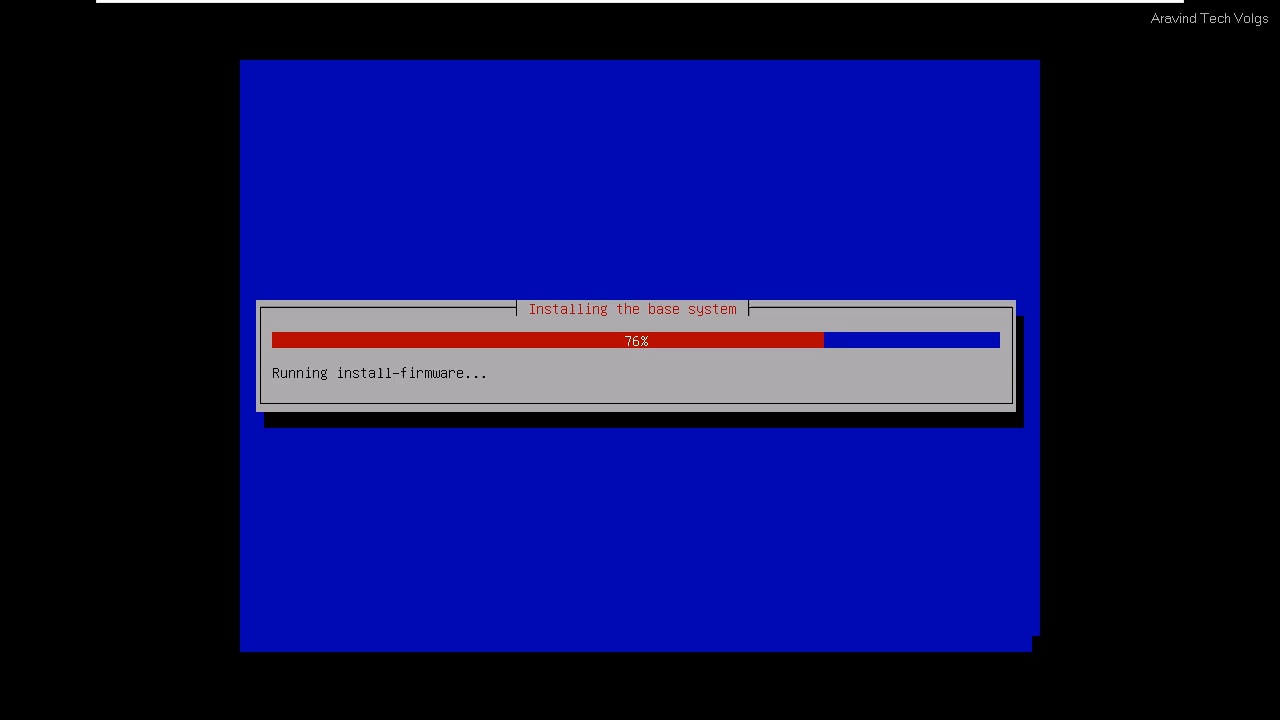 Aravind Tech Volgs
Installing the base system
76%
Running install-firmware...